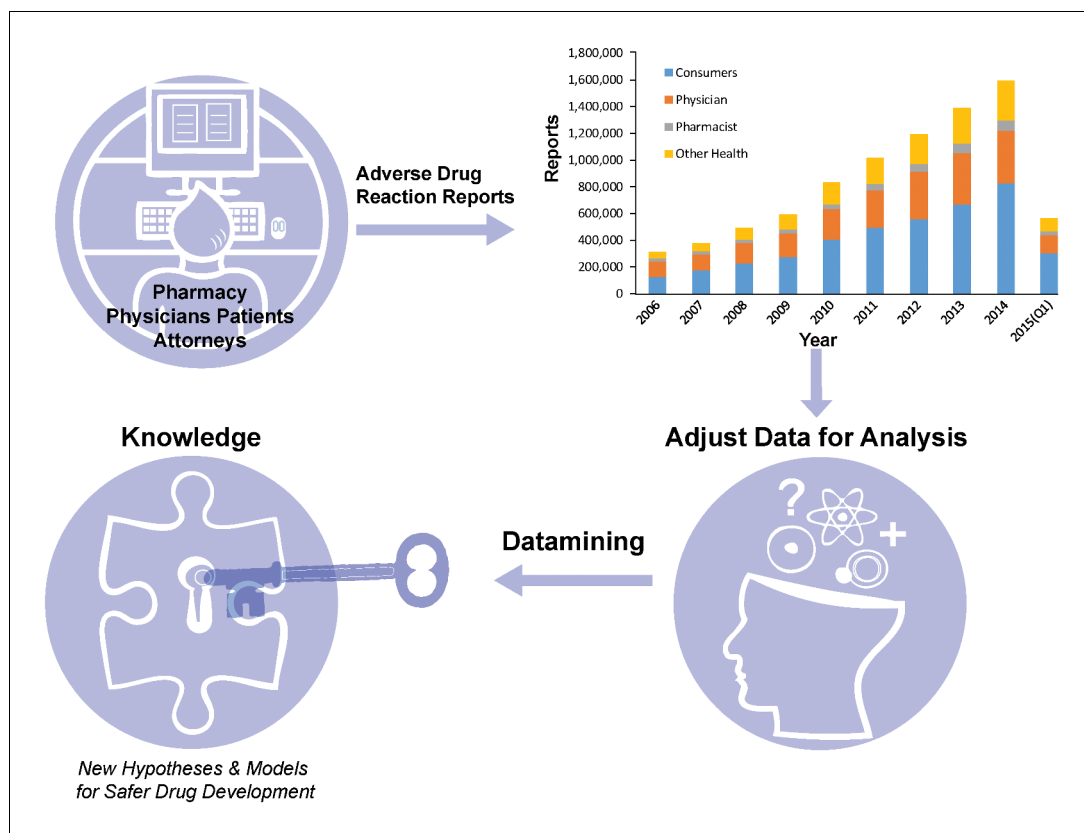 Pharmacy
Physicians Patients
Attorneys
Adverse Drug
Reaction Reports
Reports
1,800,000
1,600,000
1,400,000
1,200,000
1,000,000
800,000
600,000
400,000
200,000
0
Consumers
Physician
Pharmacist
Other Health
2006
2007
2008
2009
2010
2011
2012
2013
2014
2015(Q1)
Year
Adjust Data for Analysis
?
+
Datamining
Knowledge
New Hypotheses & Models
for Safer Drug Development